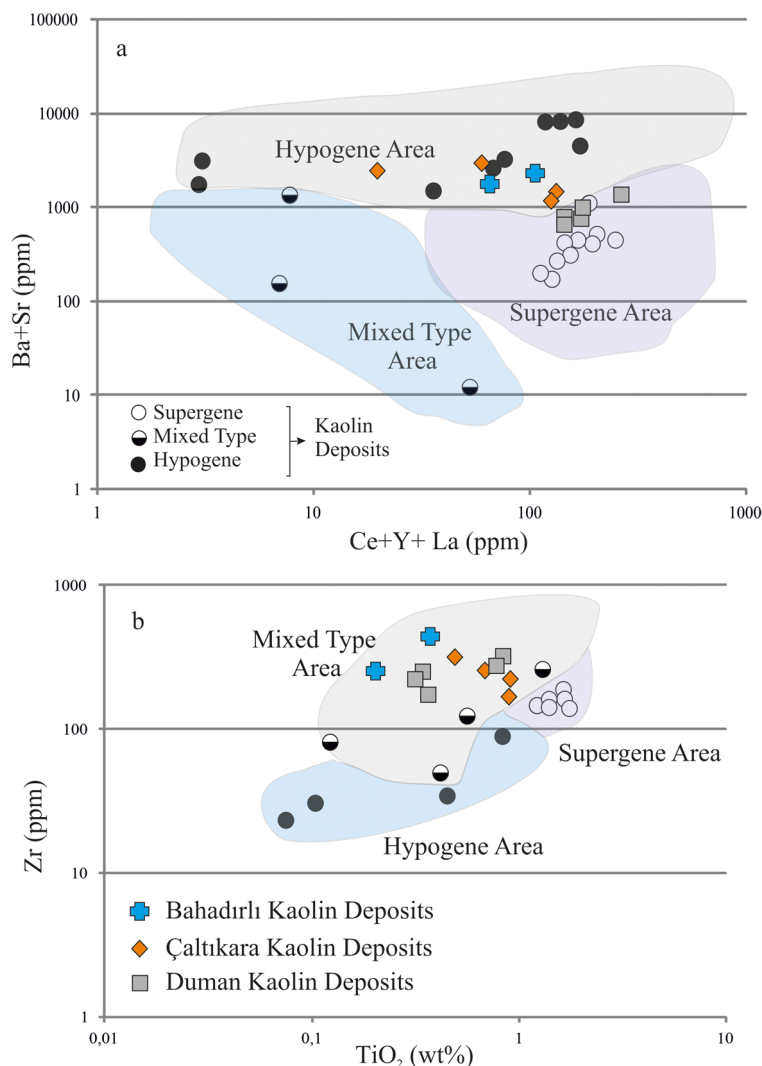 100000
a
10000
Hypogene Area
1000
Ba+Sr (ppm)
100
Supergene Area
Mixed Type
Area
10
Supergene
Mixed Type
Hypogene
Kaolin
Deposits
1
1
10
100
1000
Ce+Y+ La (ppm)
1000
b
Mixed Type
Area
100
Supergene Area
Zr (ppm)
Hypogene Area
10
Bahadırlı Kaolin Deposits
Çaltıkara Kaolin Deposits
Duman Kaolin Deposits
1
0,01
0,1
1
10
TiO₂ (wt%)